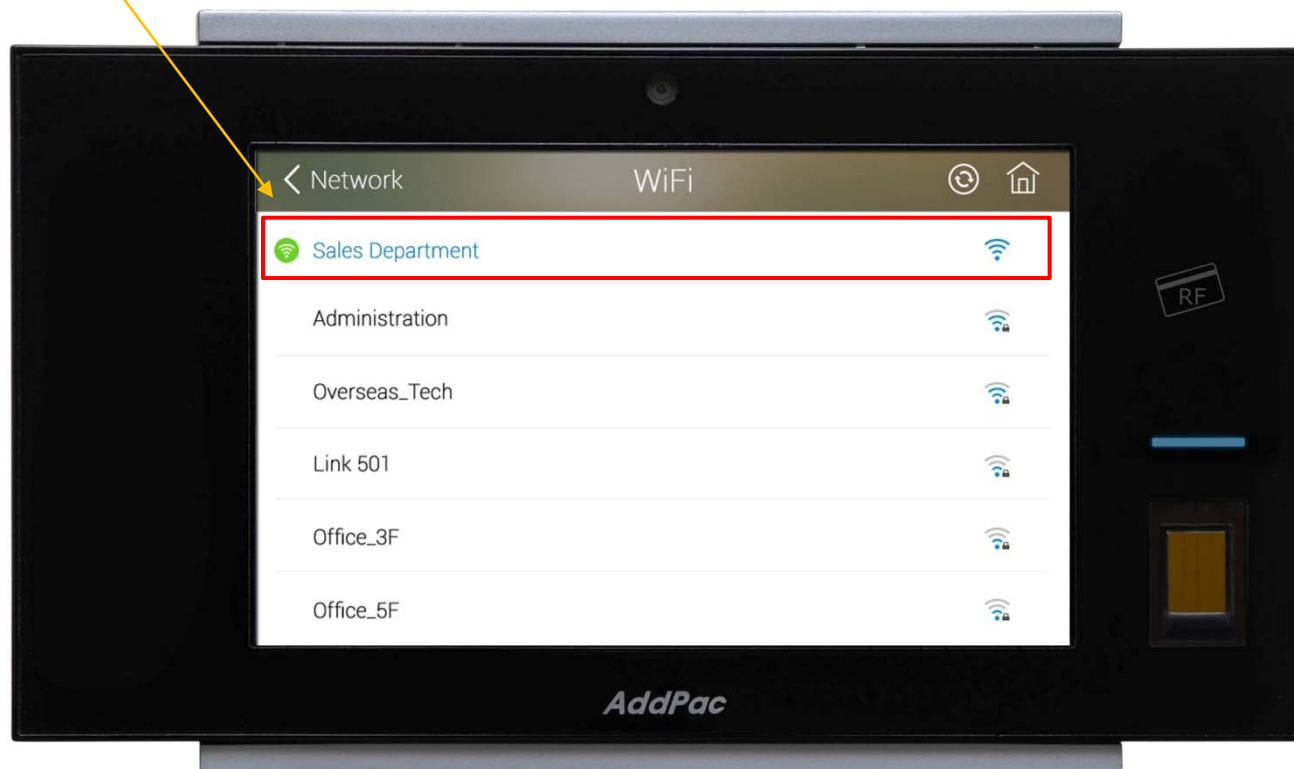 Network
WiFi
Sales Department
Administration
RF
Overseas_Tech
Link 501
Office_3F
Office_5F
AddPac